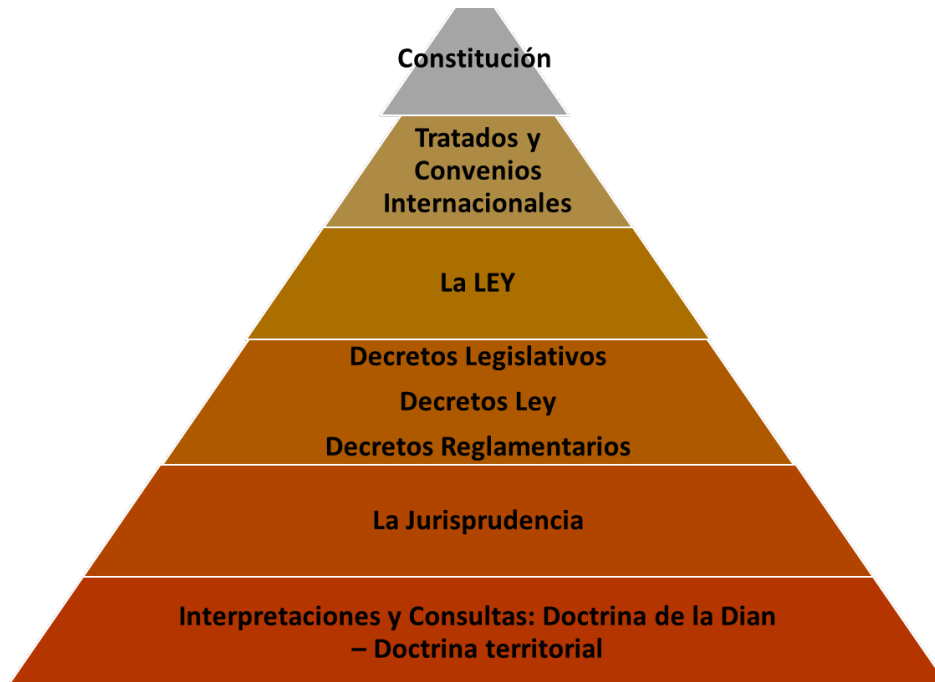 Constitución
Tratados y
Convenios
Internacionales
La LEY
Decretos Legislativos
Decretos Ley
Decretos Reglamentarios
La Jurisprudencia
Interpretaciones y Consultas: Doctrina de la Dian
– Doctrina territorial